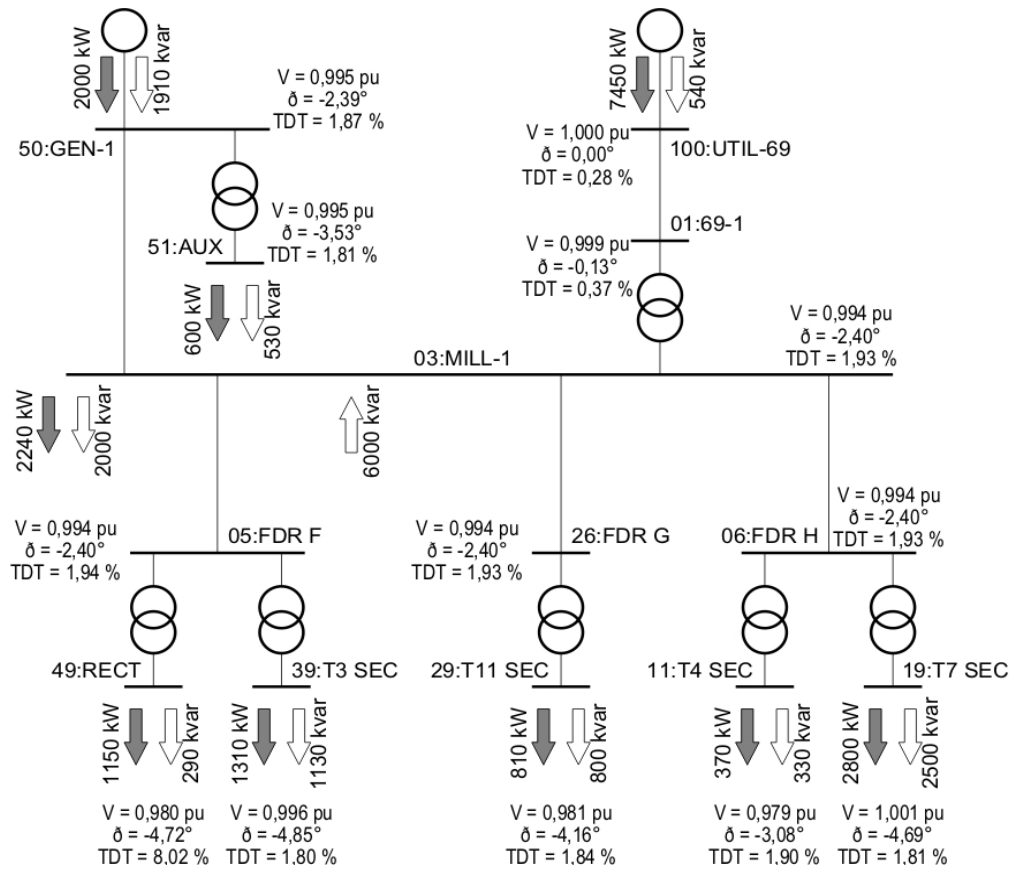 2000 kW
1910 kvar
V = 0,995 pu
ð = -2,39°
TDT = 1,87 %
50:GEN-1
7450 kW
540 kvar
V = 1,000 pu
ð = 0,00°
TDT = 0,28 %
100:UTIL-69
V = 0,995 pu
ð = -3,53°
TDT = 1,81 %
51:AUX
600 kW
530 kvar
01:69-1
V = 0,999 pu
ð = -0,13°
TDT = 0,37 %
03:MILL-1
V = 0,994 pu
ð = -2,40°
TDT = 1,93 %
2240 kW
2000 kvar
6000 kvar
V = 0,994 pu
ð = -2,40°
TDT = 1,94 %
05:FDR F
V = 0,994 pu
ð = -2,40°
TDT = 1,93 %
26:FDR G
06:FDR H
V = 0,994 pu
ð = -2,40°
TDT = 1,93 %
49:RECT
39:T3 SEC
29:T11 SEC
11:T4 SEC
19:T7 SEC
1150 kW
290 kvar
1310 kW
1130 kvar
810 kW
800 kvar
370 kW
330 kvar
2800 kW
2500 kvar
V = 0,980 pu
ð = -4,72°
TDT = 8,02 %
V = 0,996 pu
ð = -4,85°
TDT = 1,80 %
V = 0,981 pu
ð = -4,16°
TDT = 1,84 %
V = 0,979 pu
ð = -3,08°
TDT = 1,90 %
V = 1,001 pu
ð = -4,69°
TDT = 1,81 %